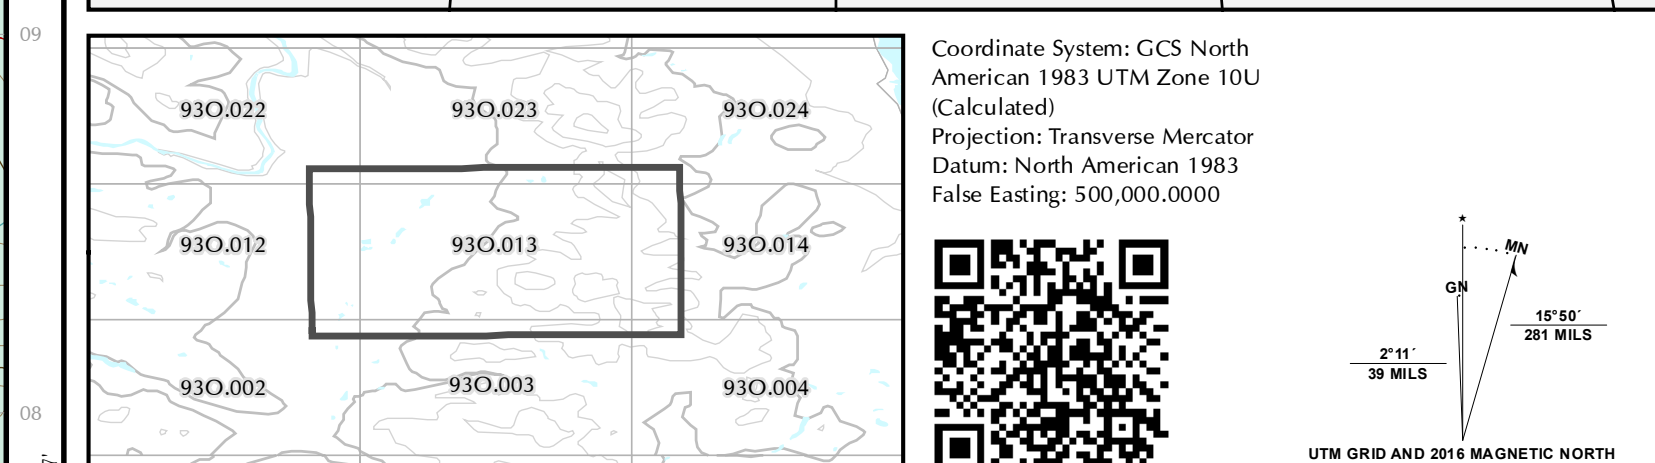 09
93O.022
93O.023
93O.024
93O.012
93O.013
93O.014
93O.002
93O.003
93O.004
08
Coordinate System: GCS North
American 1983 UTM Zone 10U
(Calculated)
Projection: Transverse Mercator
Datum: North American 1983
False Easting: 500,000.0000
MN
GN
15°50´
281 MILS
2°11´
39 MILS
UTM GRID AND 2016 MAGNETIC NORTH